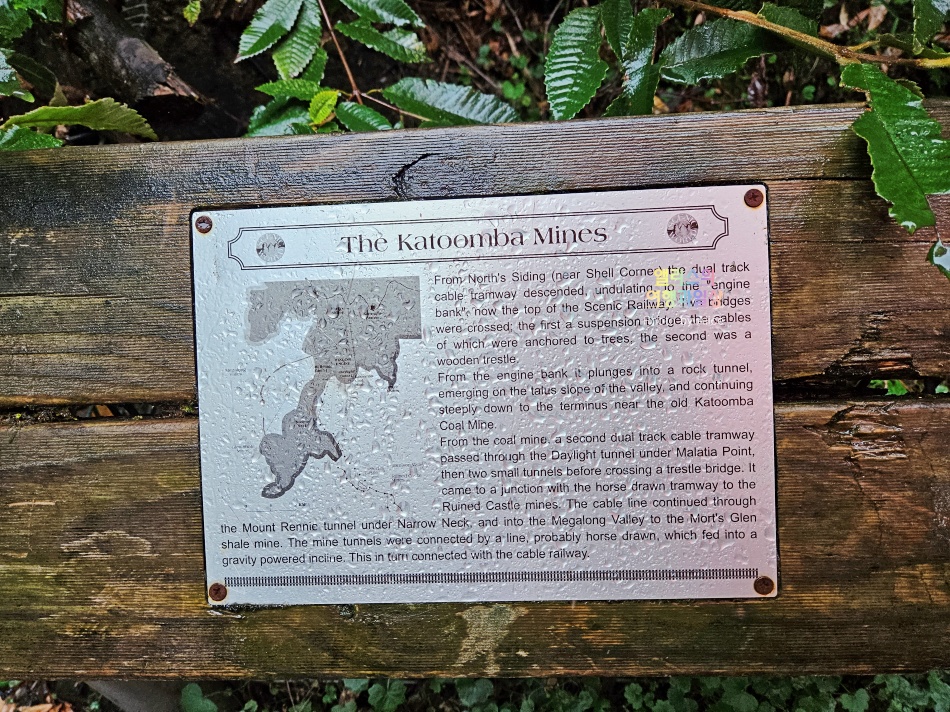 The Katoomba Mines
From North's Siding (near Shell Corner) the dual track
cable tramway descended, undulating, to the "engine
bank", now the top of the Scenic Railway. Two bridges
were crossed; the first a suspension bridge, the cables
of which were anchored to trees, the second was a
wooden trestle.
From the engine bank it plunges into a rock tunnel,
emerging on the talus slope of the valley, and continuing
steeply down to the terminus near the old Katoomba
Coal Mine.
From the coal mine, a second dual track cable tramway
passed through the Daylight tunnel under Malatia Point,
then two small tunnels before crossing a trestle bridge. It
came to a junction with the horse drawn tramway to the
Ruined Castle mines. The cable line continued through
the Mount Rennie tunnel under Narrow Neck, and into the Megalong Valley to the Mort's Glen
shale mine. The mine tunnels were connected by a line, probably horse drawn, which fed into a
gravity powered incline. This in turn connected with the cable railway.